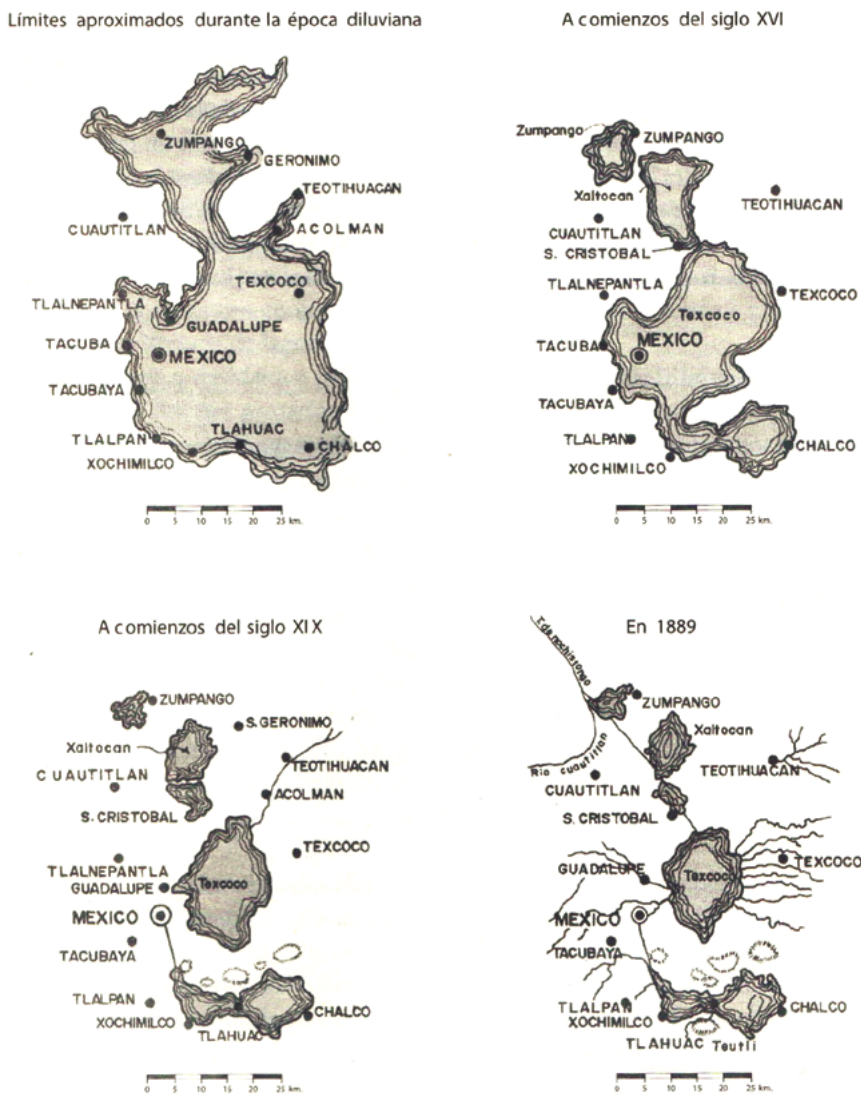 Límites aproximados durante la época diluviana
ZUMPANGO
GERONIMO
TEOTIHUACAN
CUAUTITLAN
ACOLMAN
TEXCOCO
TLALNEPANTLA
GUADALUPE
TACUBA
MEXICO
TACUBAYA
TLAHUAC
TLALPAN
CHALCO
XOCHIMILCO
0 5 10 15 20 25 km.
A comienzos del siglo XVI
Zumpango
ZUMPANGO
Xaltocan
TEOTIHUACAN
CUAUTITLAN
S. CRISTOBAL
TLALNEPANTLA
TEXCOCO
Texcoco
MEXICO
TACUBA
TACUBAYA
TLALPAN
CHALCO
XOCHIMILCO
0 5 10 15 20 25 km.
A comienzos del siglo XIX
ZUMPANGO
S. GERONIMO
Xaltocan
TEOTIHUACAN
CUAUTITLAN
ACOLMAN
S. CRISTOBAL
TEXCOCO
TLALNEPANTLA
Texcoco
GUADALUPE
MEXICO
TACUBAYA
TLALPAN
CHALCO
XOCHIMILCO
TLAHUAC
0 5 10 15 20 25 km.
En 1889
T. de nochistongo
ZUMPANGO
Xaltocan
Rio cuautitlan
TEOTIHUACAN
CUAUTITLAN
S. CRISTOBAL
TEXCOCO
GUADALUPE
Texcoco
MEXICO
TACUBAYA
TLALPAN
CHALCO
XOCHIMILCO
TLAHUAC
Teutli
0 5 10 15 20 25 km.